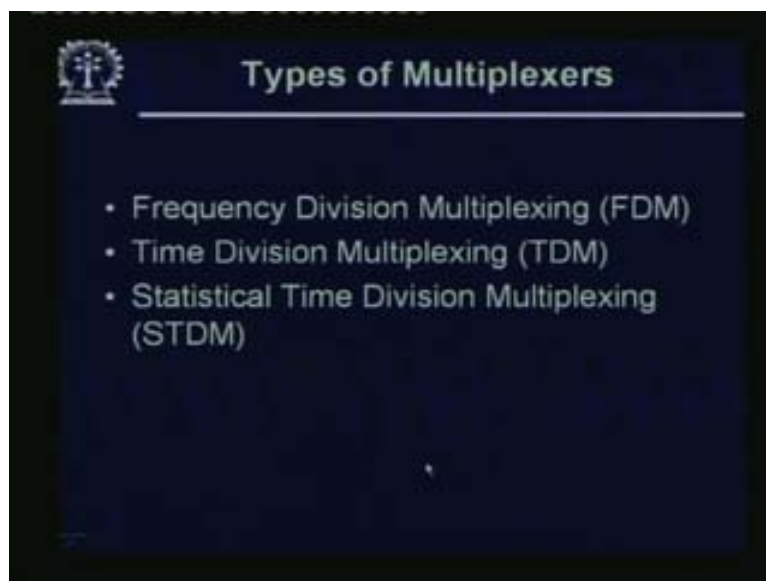 Types of Multiplexers
• Frequency Division Multiplexing (FDM)
• Time Division Multiplexing (TDM)
• Statistical Time Division Multiplexing
(STDM)